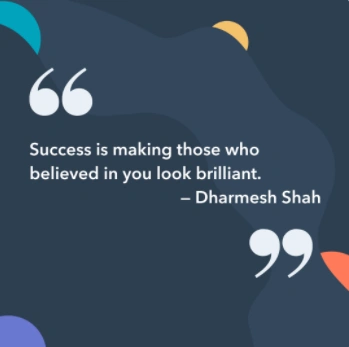 “
Success is making those who
believed in you look brilliant.
– Dharmesh Shah
”